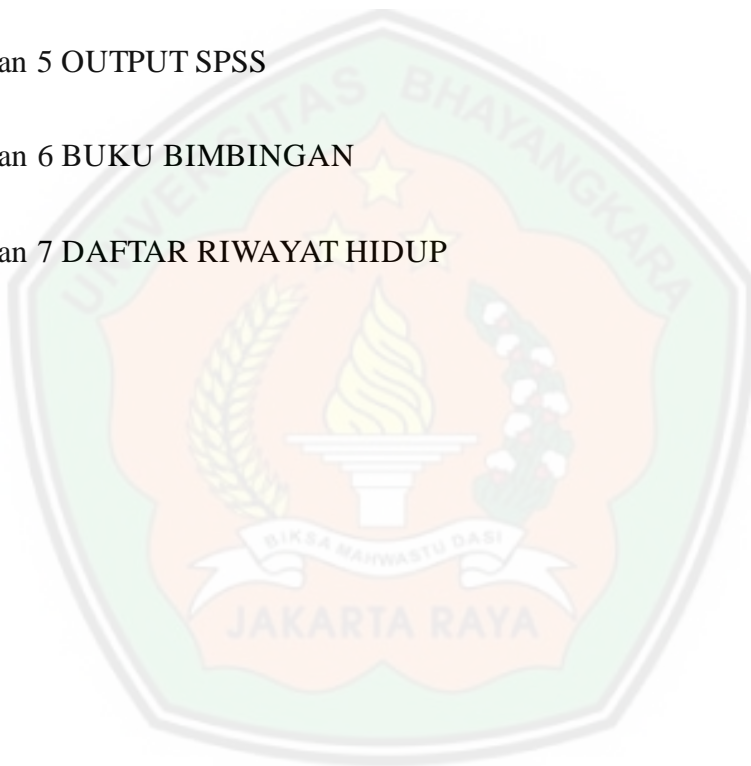 an 5 OUTPUT SPSS
an 6 BUKU BIMBINGAN
an 7 DAFTAR RIWAYAT HIDUP
UNIVERSITAS BHAYANGKARA
BIKSA MAHWASTU DASI
JAKARTA RAYA